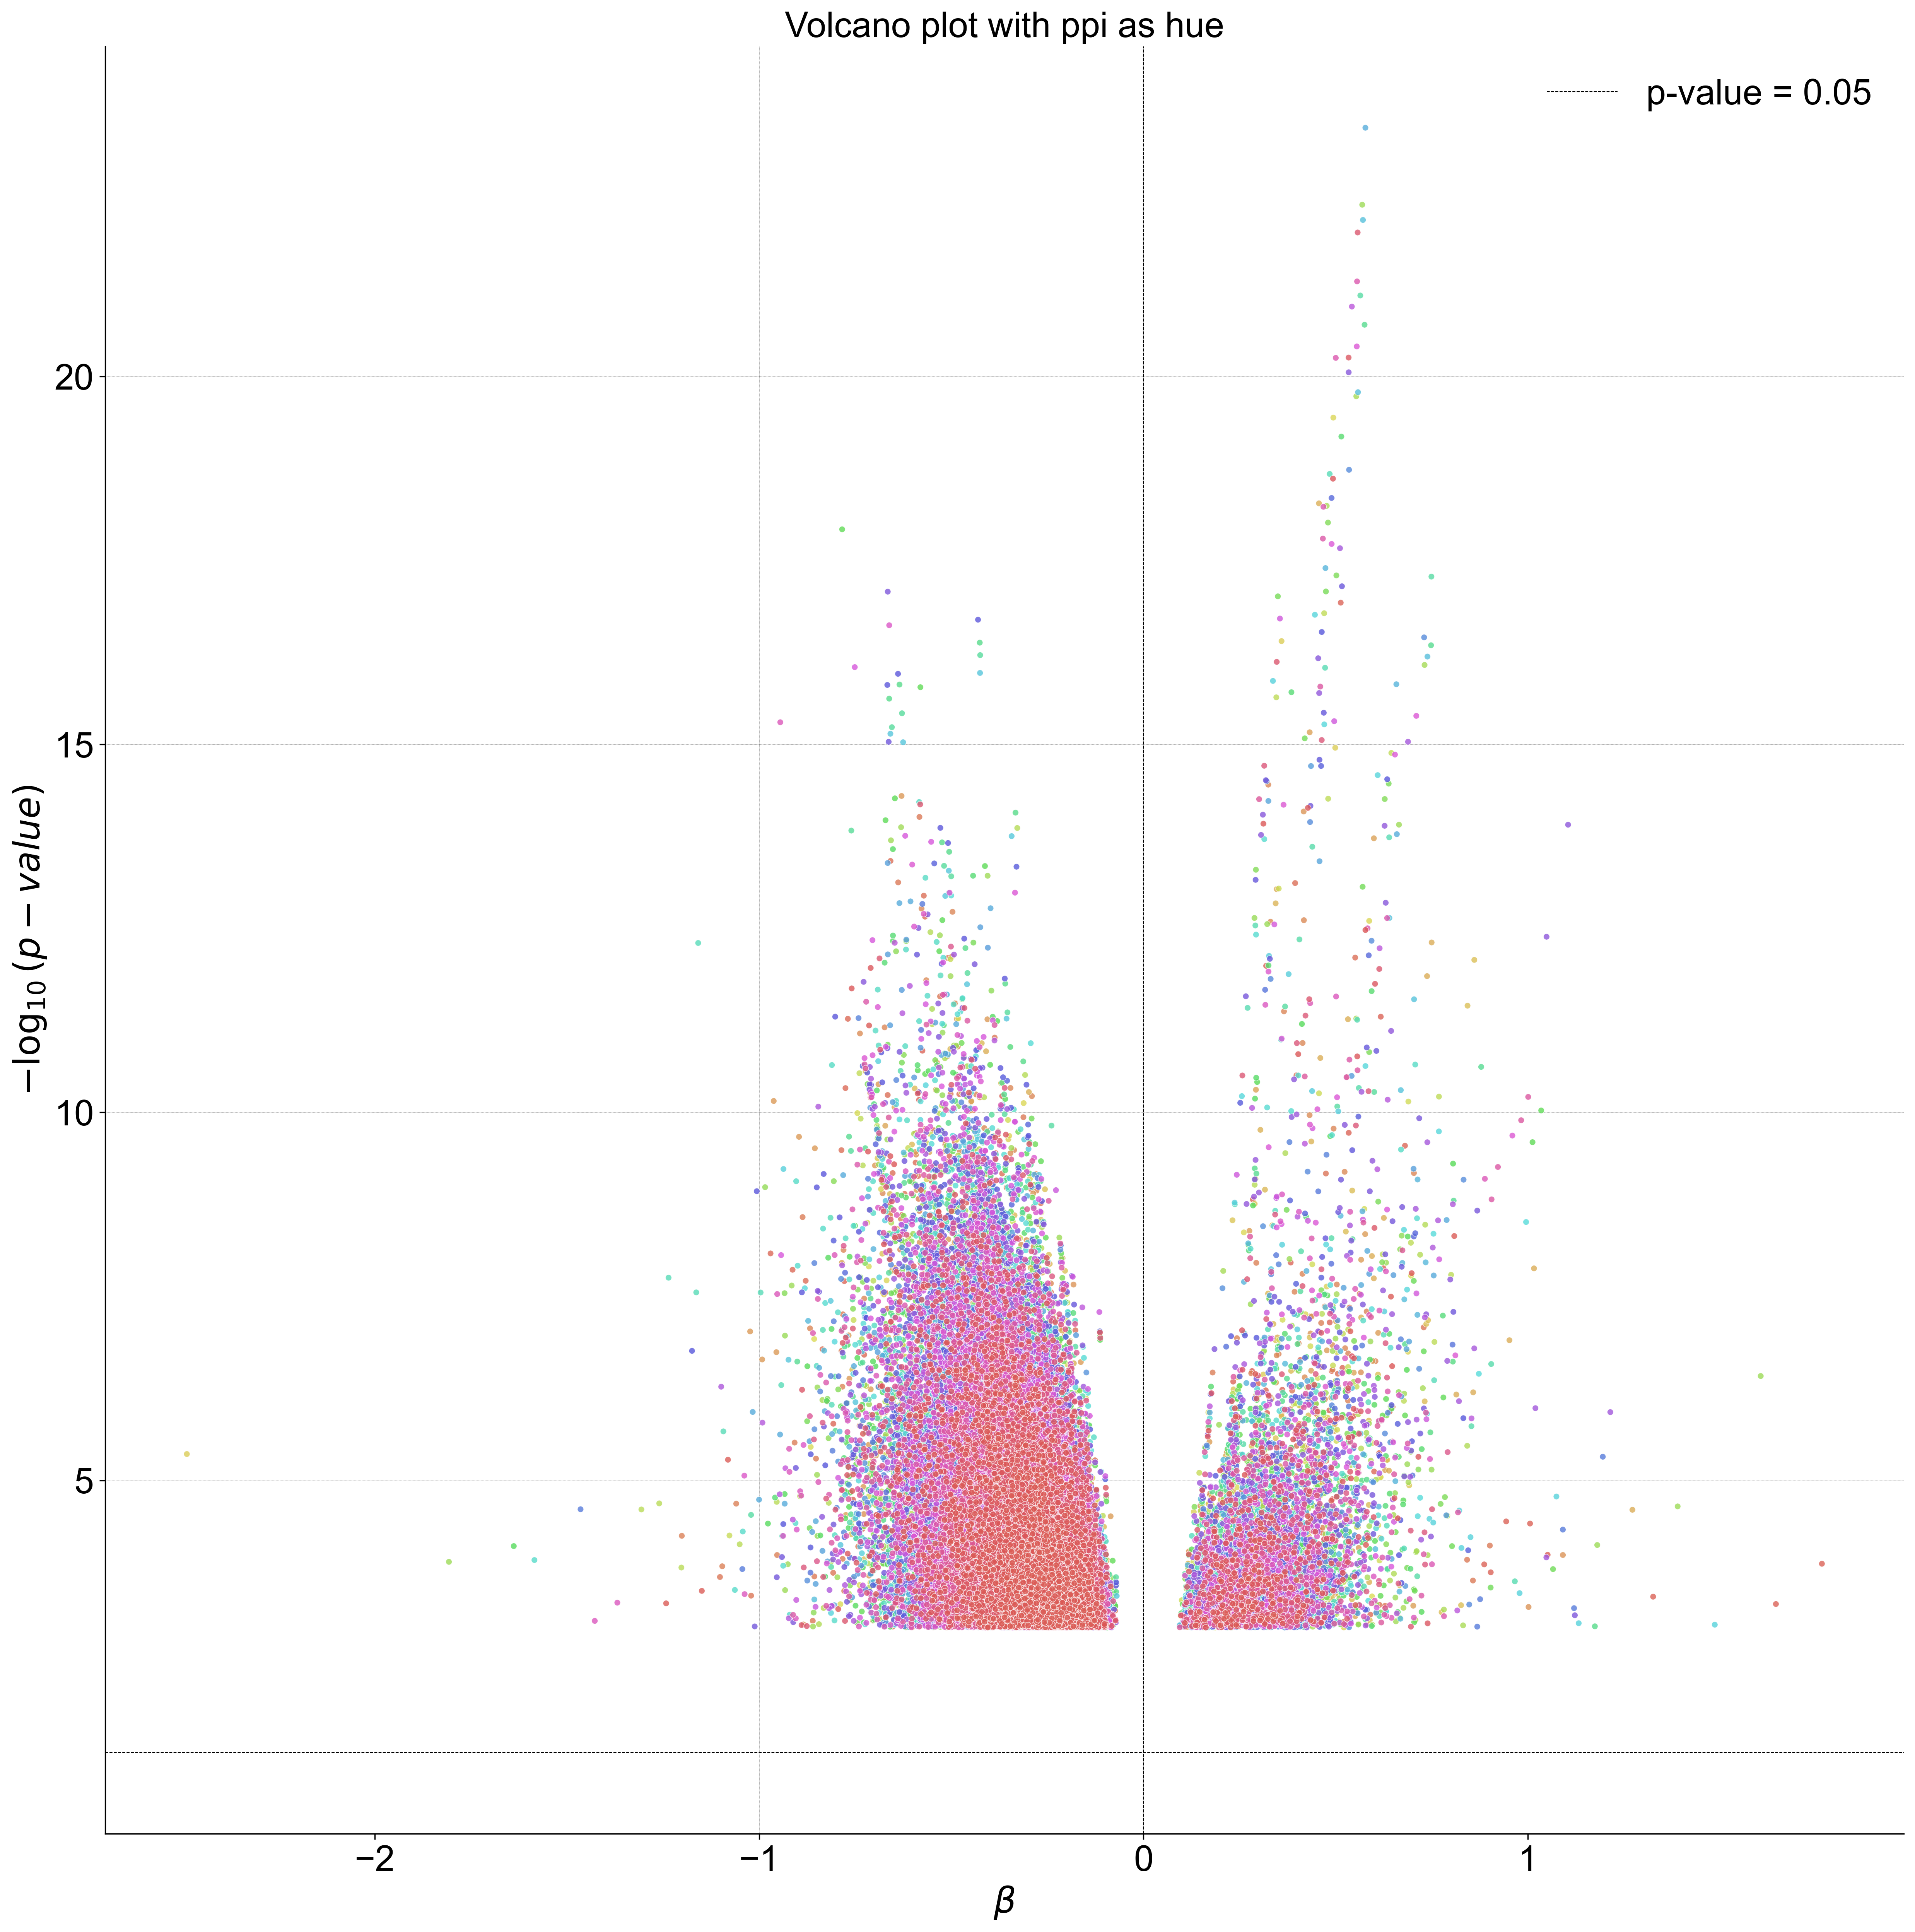 Volcano plot with ppi as hue
p-value = 0.05
20
15
10
5
−log₁₀ (p − value)
−2
−1
0
1
β